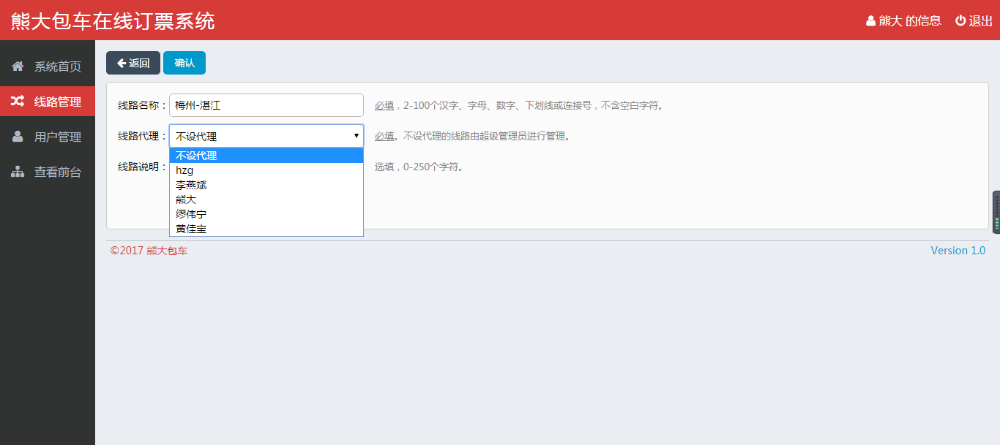 熊大包车在线订票系统
熊大 的信息 退出
系统首页
线路管理
用户管理
查看前台
返回 确认
线路名称： 梅州-湛江 必填，2-100个汉字、字母、数字、下划线或连接号，不含空白字符。
线路代理： 不设代理 必填。不设代理的线路由超级管理员进行管理。
线路说明： 选填，0-250个字符。
不设代理
hzg
李燕斌
熊大
缪伟宁
黄佳宝
©2017 熊大包车 Version 1.0